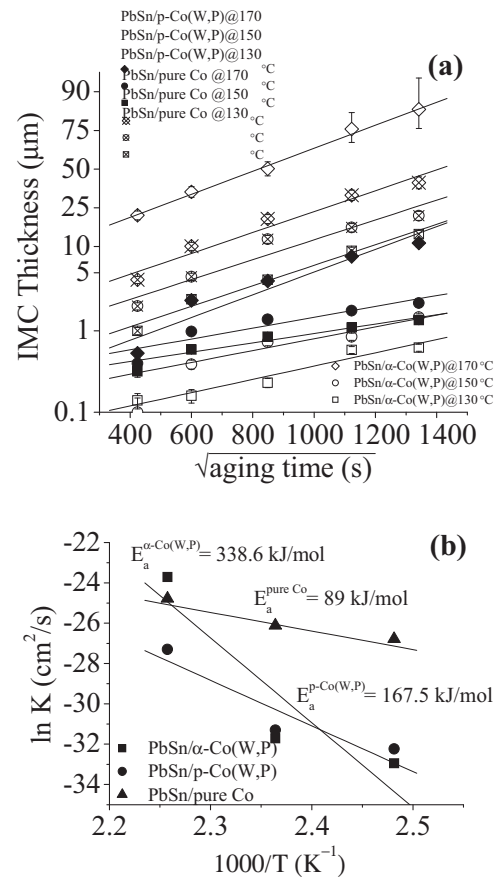 PbSn/p-Co(W,P)@170
PbSn/p-Co(W,P)@150
PbSn/p-Co(W,P)@130
PbSn/pure Co @170 °C
PbSn/pure Co @150 °C
PbSn/pure Co @130 °C
°C
°C
°C
(a)
90
75
50
25
10
5
1
0.1
IMC Thickness (μm)
PbSn/α-Co(W,P)@170 °C
PbSn/α-Co(W,P)@150 °C
PbSn/α-Co(W,P)@130 °C
400 600 800 1000 1200 1400
√aging time (s)
(b)
-22
-24
-26
-28
-30
-32
-34
ln K (cm²/s)
Eₐ^α-Co(W,P) = 338.6 kJ/mol
Eₐ^pure Co = 89 kJ/mol
Eₐ^p-Co(W,P) = 167.5 kJ/mol
PbSn/α-Co(W,P)
PbSn/p-Co(W,P)
PbSn/pure Co
2.2 2.3 2.4 2.5
1000/T (K⁻¹)